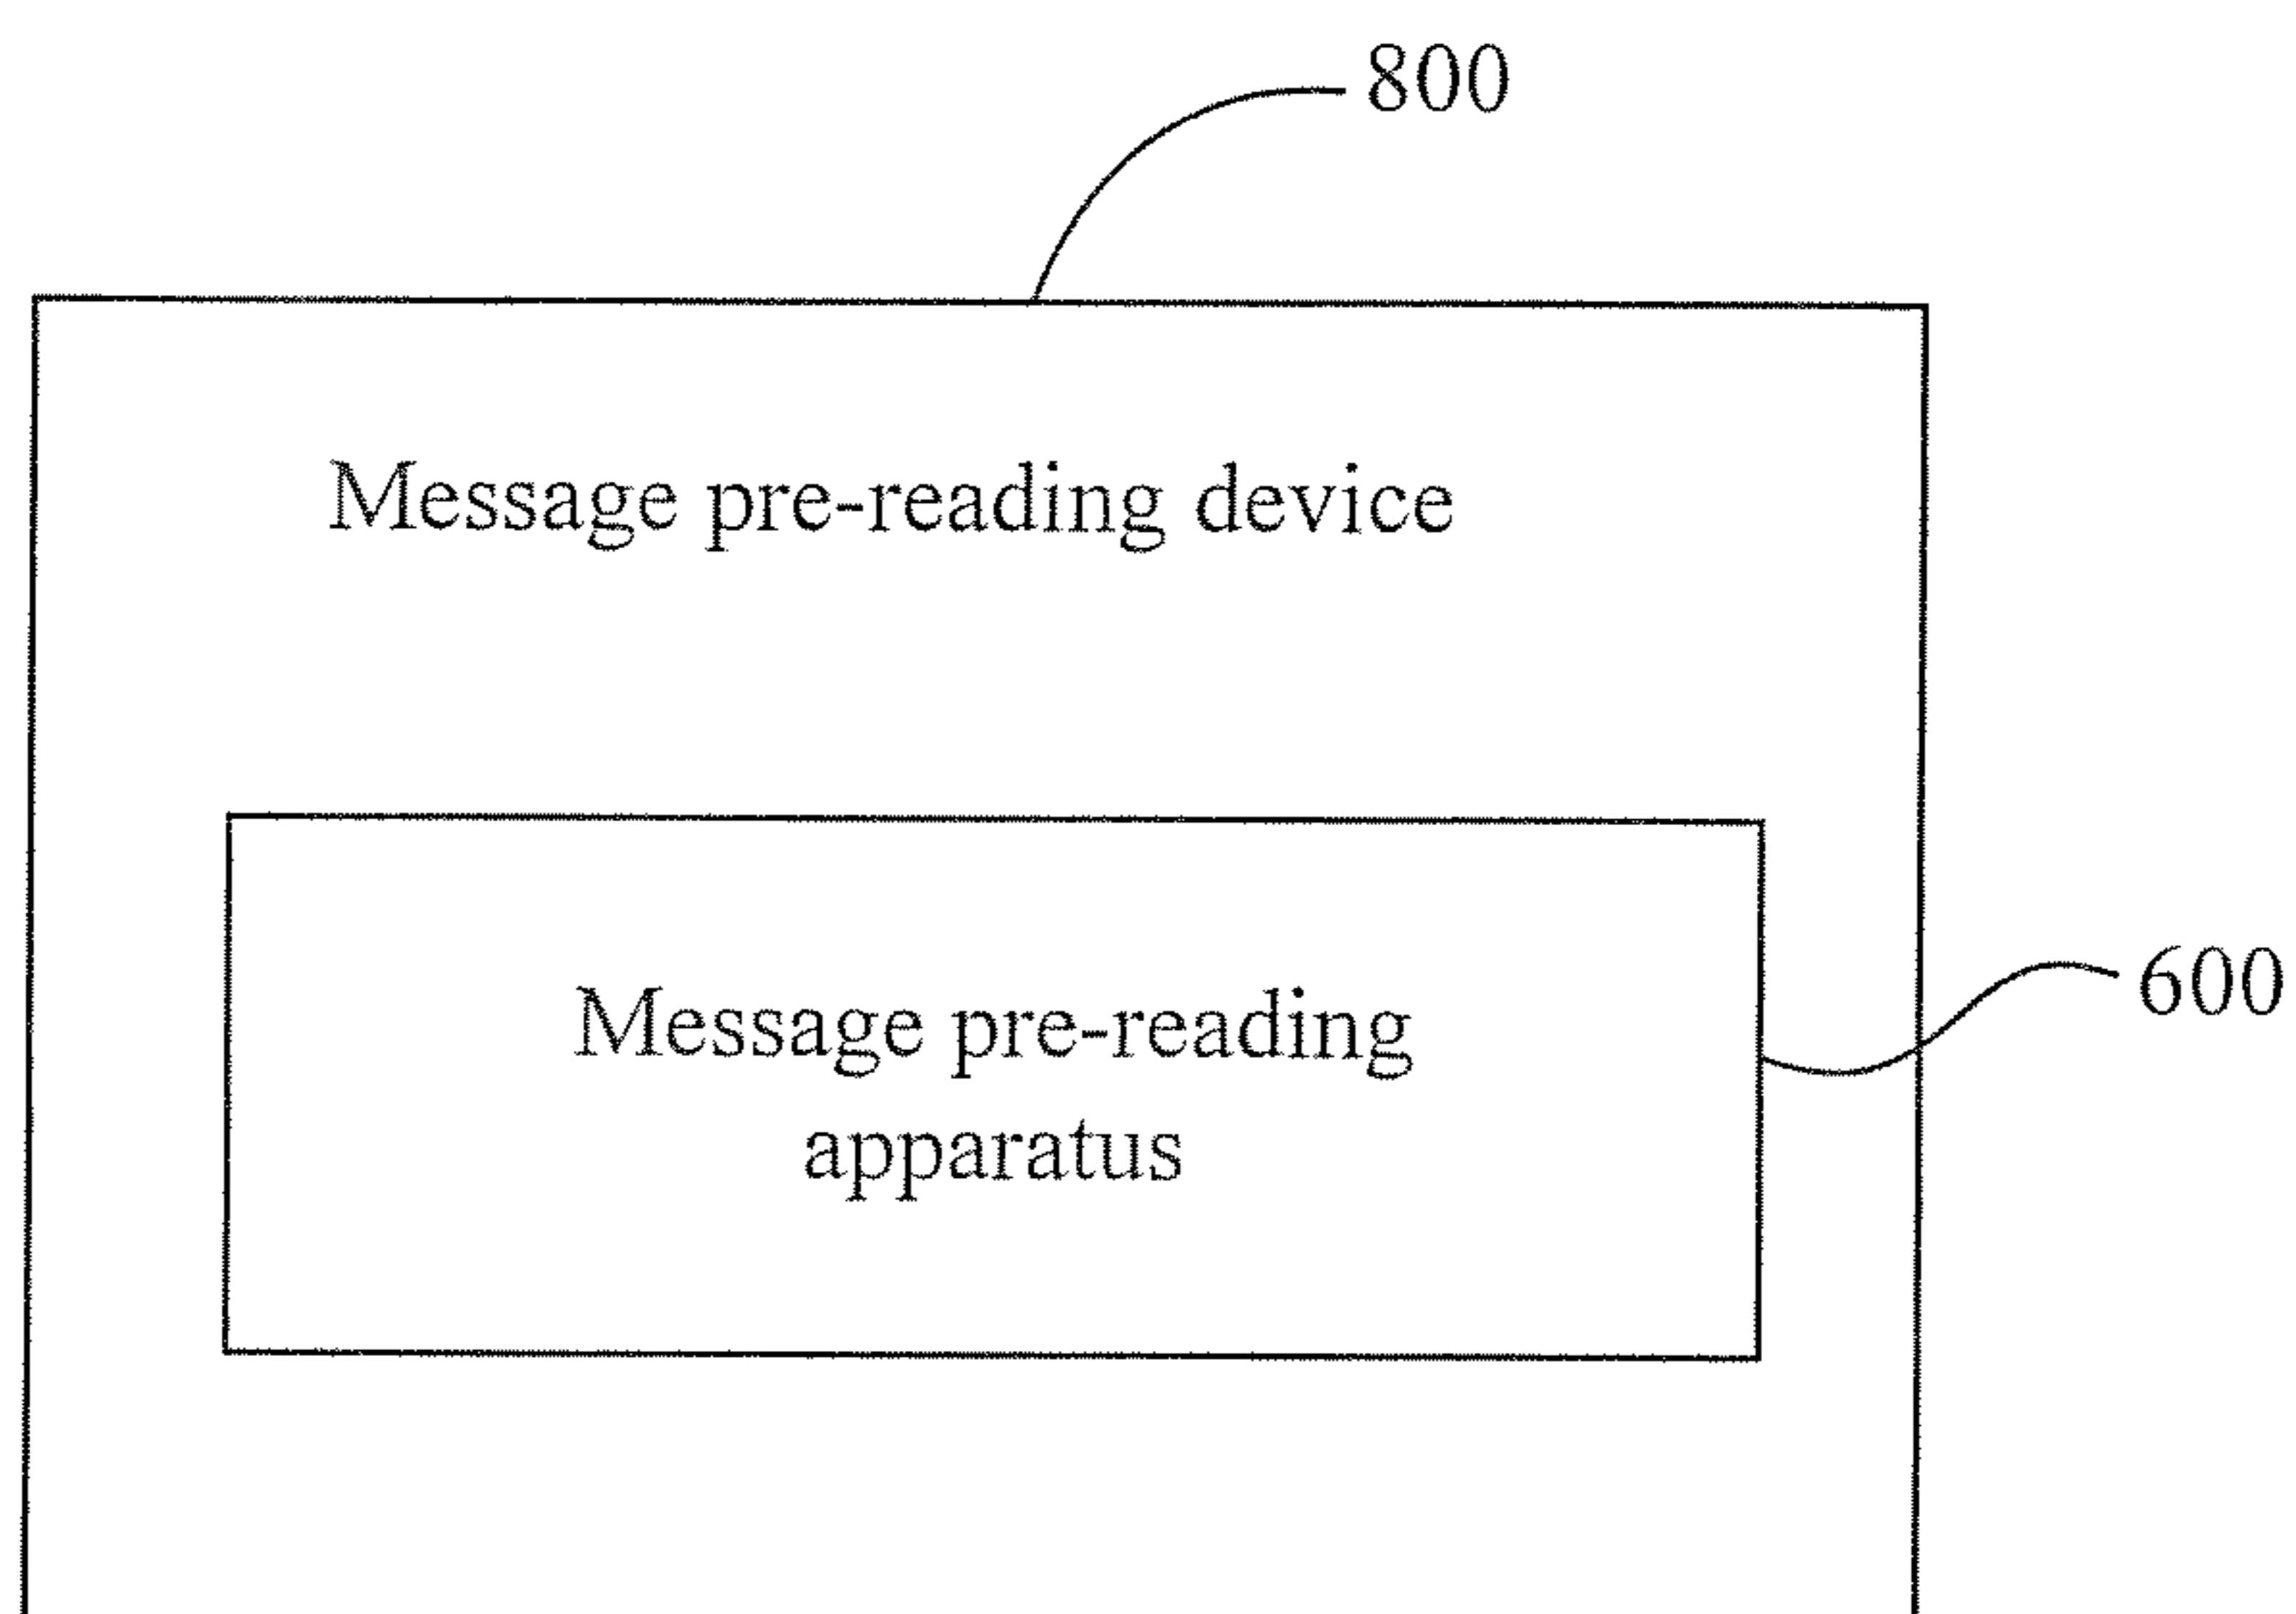 800
Message pre-reading device
600
Message pre-reading
apparatus